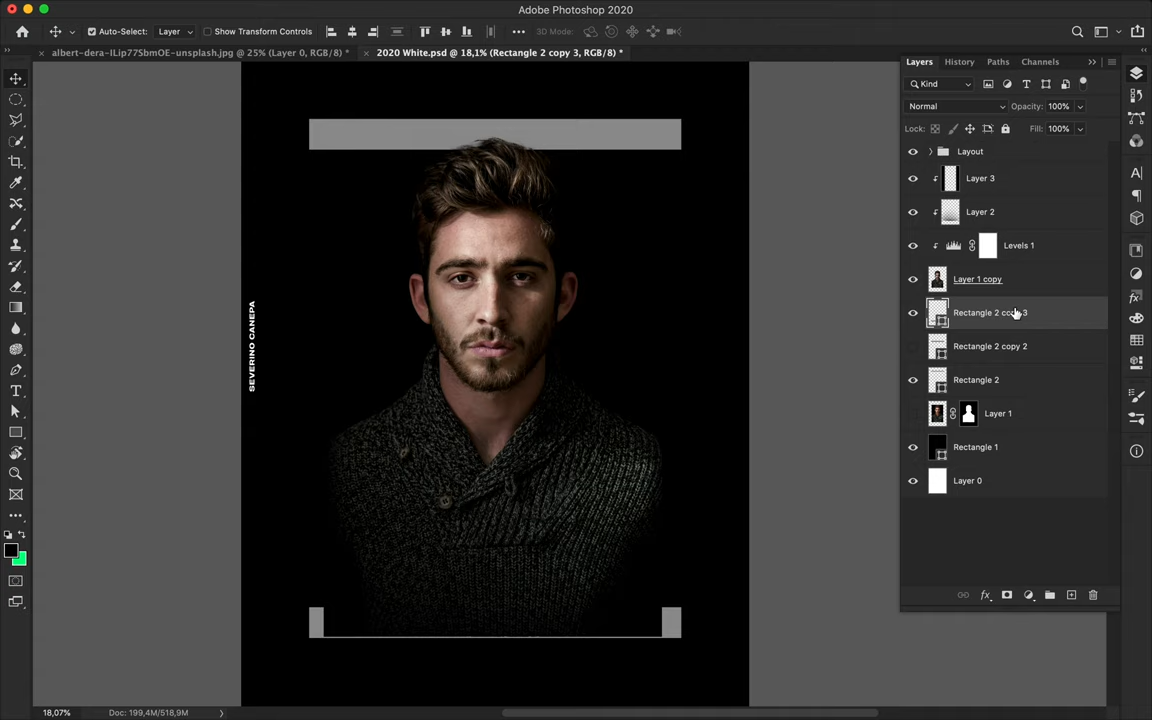 Adobe Photoshop 2020
Auto-Select: Layer Show Transform Controls 3D Mode:
albert-dera-ILip77SbmOE-unsplash.jpg @ 25% (Layer 0, RGB/8) *
2020 White.psd @ 18,1% (Rectangle 2 copy 3, RGB/8) *
Layers History Paths Channels
Kind
Normal Opacity: 100%
Lock: Fill: 100%
Layout
Layer 3
Layer 2
Levels 1
Layer 1 copy
Rectangle 2 copy 3
Rectangle 2 copy 2
Rectangle 2
Layer 1
Rectangle 1
Layer 0
SEVERINO CANEPA
18,07% Doc: 199,4M/518,9M